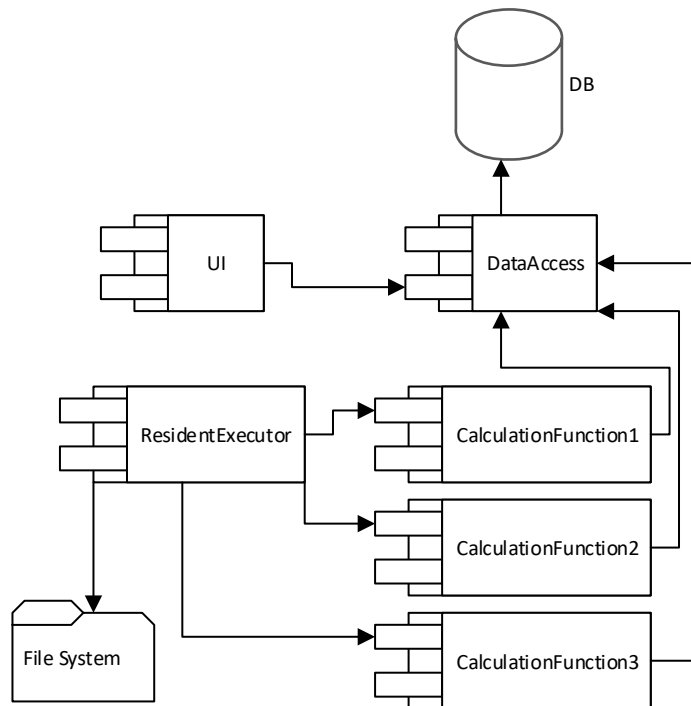 DB
UI
DataAccess
ResidentExecutor
CalculationFunction1
CalculationFunction2
File System
CalculationFunction3